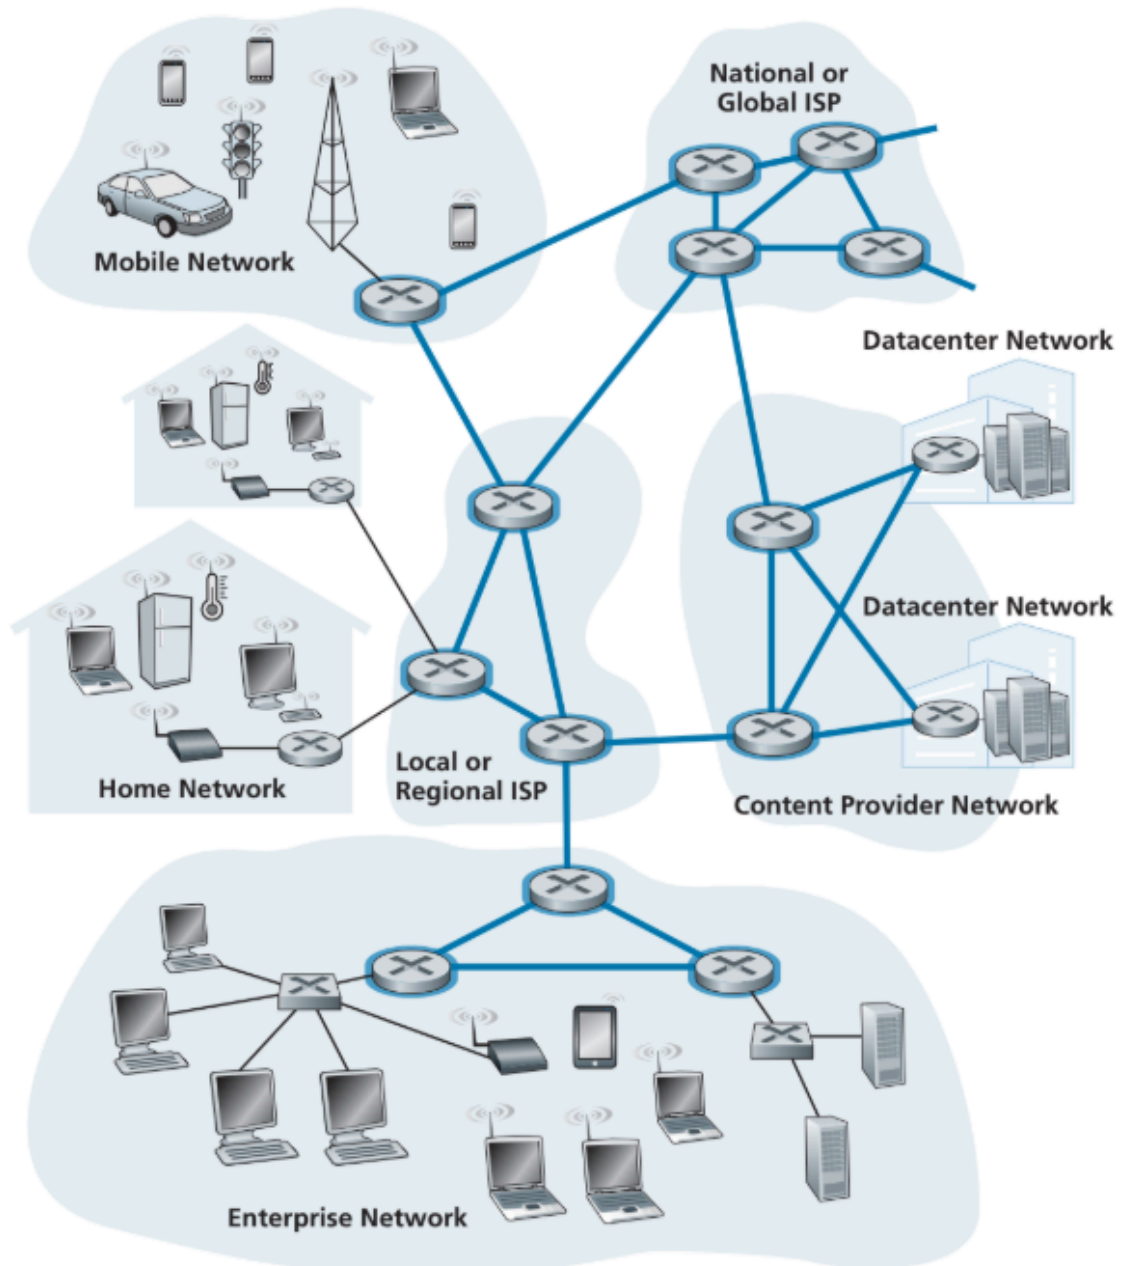 National or
Global ISP
Mobile Network
Datacenter Network
Datacenter Network
Home Network
Local or
Regional ISP
Content Provider Network
Enterprise Network